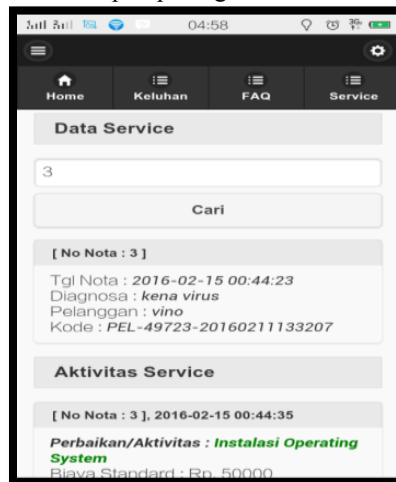 04:58
3G
Home Keluhan FAQ Service
Data Service
3
Cari
[ No Nota : 3 ]
Tgl Nota : 2016-02-15 00:44:23
Diagnosa : kena virus
Pelanggan : vino
Kode : PEL-49723-20160211133207
Aktivitas Service
[ No Nota : 3 ], 2016-02-15 00:44:35
Perbaikan/Aktivitas : Instalasi Operating
System
Biaya Standard : Rp. 50000